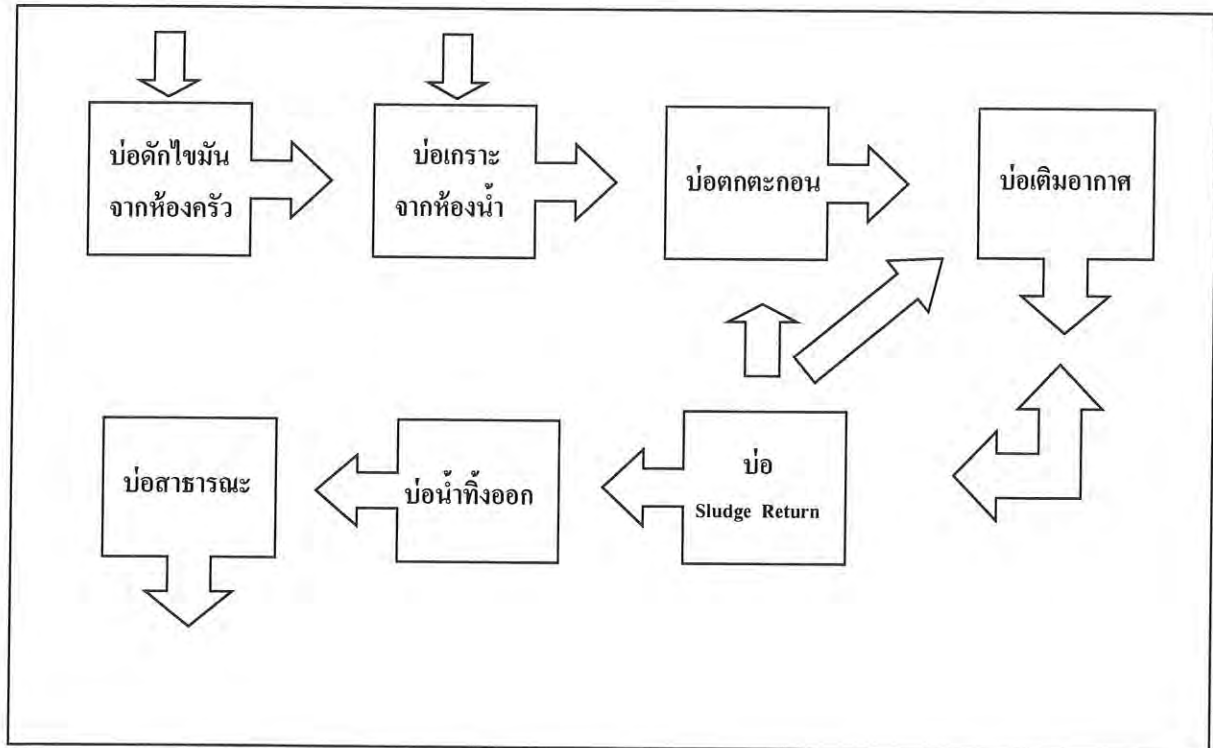 บ่อดักไขมัน
จากห้องครัว
บ่อเกราะ
จากห้องน้ำ
บ่อตกตะกอน
บ่อเติมอากาศ
บ่อสาธารณะ
บ่อน้ำทิ้งออก
บ่อ
Sludge Return